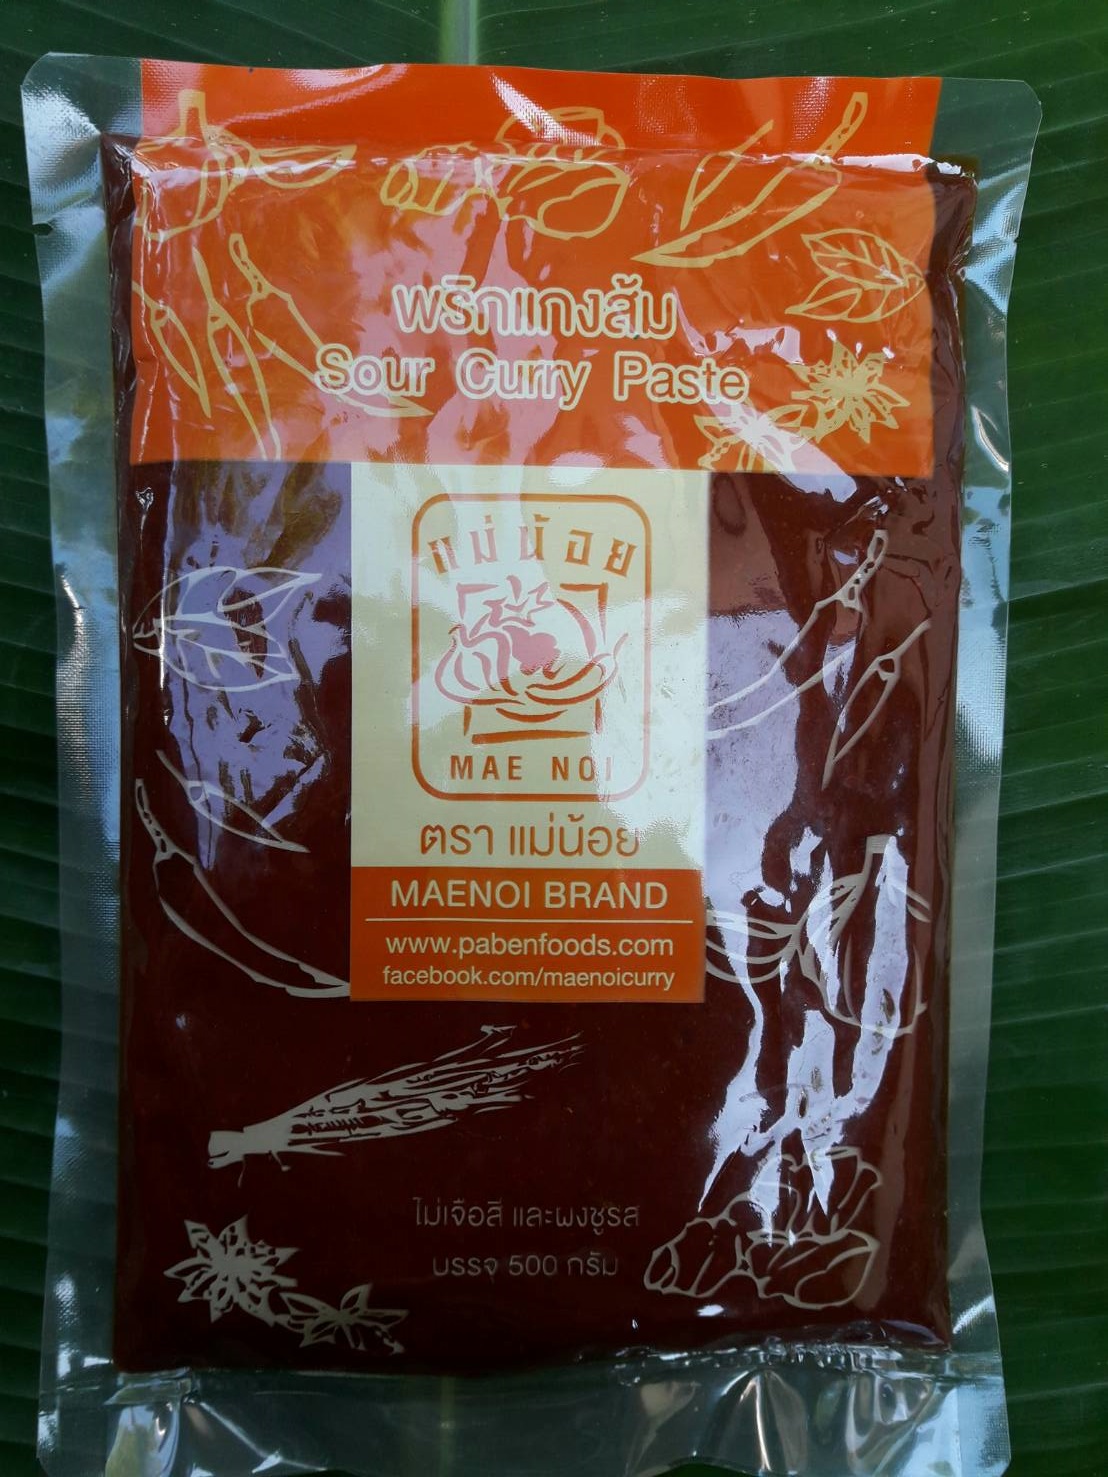 พริกแกงส้ม
Sour Curry Paste
แม่น้อย
MAE NOI
ตรา แม่น้อย
MAENOI BRAND
www.pabenfoods.com
facebook.com/maenoicurry
ไม่เจือสี และผงชูรส
บรรจุ 500 กรัม